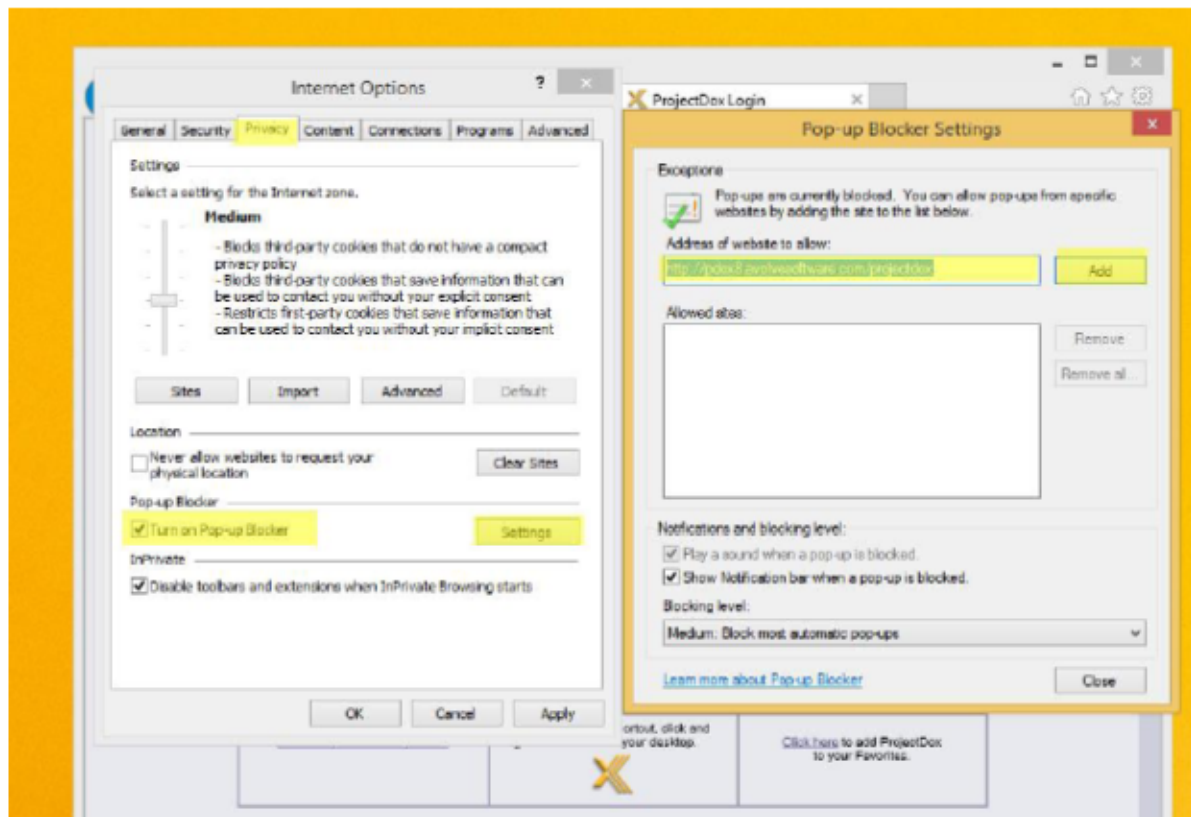 Internet Options
?
General Security Privacy Content Connections Programs Advanced
Settings
Select a setting for the Internet zone.
Medium
- Blocks third-party cookies that do not have a compact
privacy policy
- Blocks third-party cookies that save information that can
be used to contact you without your explicit consent
- Restricts first-party cookies that save information that
can be used to contact you without your implicit consent
Sites Import Advanced Default
Location
Never allow websites to request your
physical location
Clear Sites
Pop-up Blocker
Turn on Pop-up Blocker
Settings
InPrivate
Disable toolbars and extensions when InPrivate Browsing starts
OK Cancel Apply
ProjectDox Login
Pop-up Blocker Settings
Exceptions
Pop-ups are currently blocked. You can allow pop-ups from specific
websites by adding the site to the list below.
Address of website to allow:
http://pdox8.avolvesoftware.com/projectdox
Add
Allowed sites:
Remove
Remove all...
Notifications and blocking level:
Play a sound when a pop-up is blocked.
Show Notification bar when a pop-up is blocked.
Blocking level:
Medium: Block most automatic pop-ups
Learn more about Pop-up Blocker
Close
click and
your desktop.
Click here to add ProjectDox
to your Favorites.